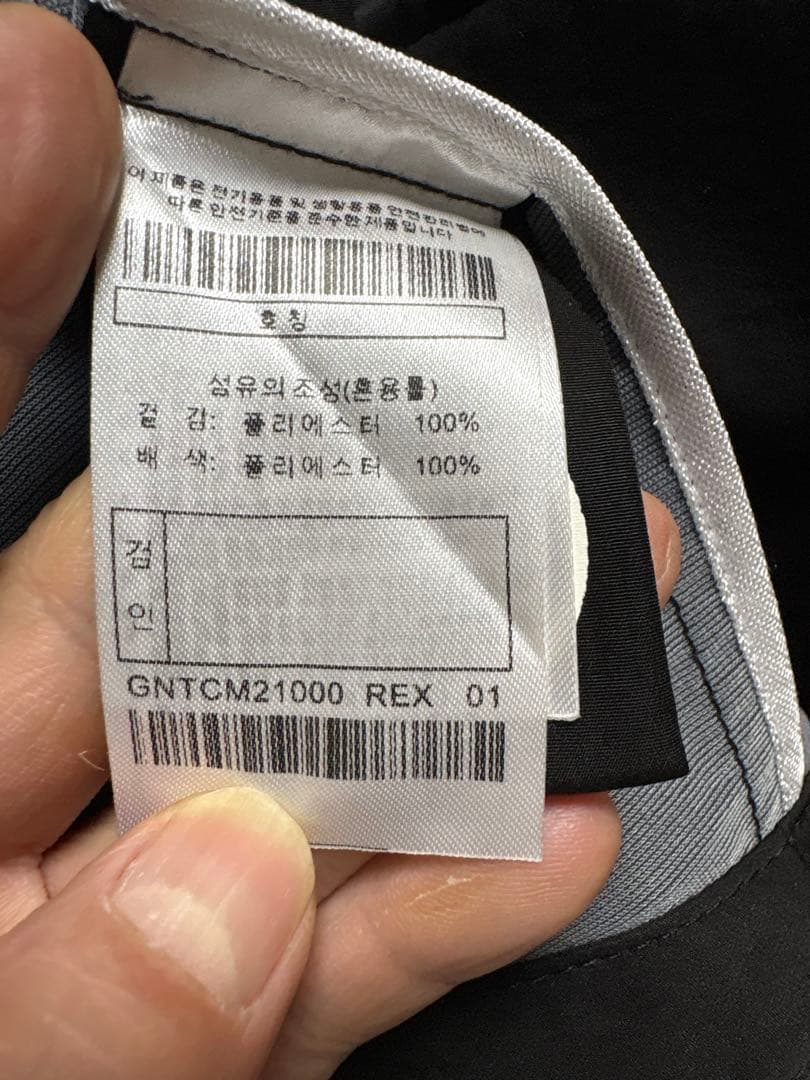 이 제품은 전기용품 및 생활용품 안전관리법에
따른 안전기준을 준수한 제품입니다
호칭
섬유의 조성(혼용률)
겉 감: 폴리에스터 100%
배 색: 폴리에스터 100%
검
인
GNTCM21000 REX 01